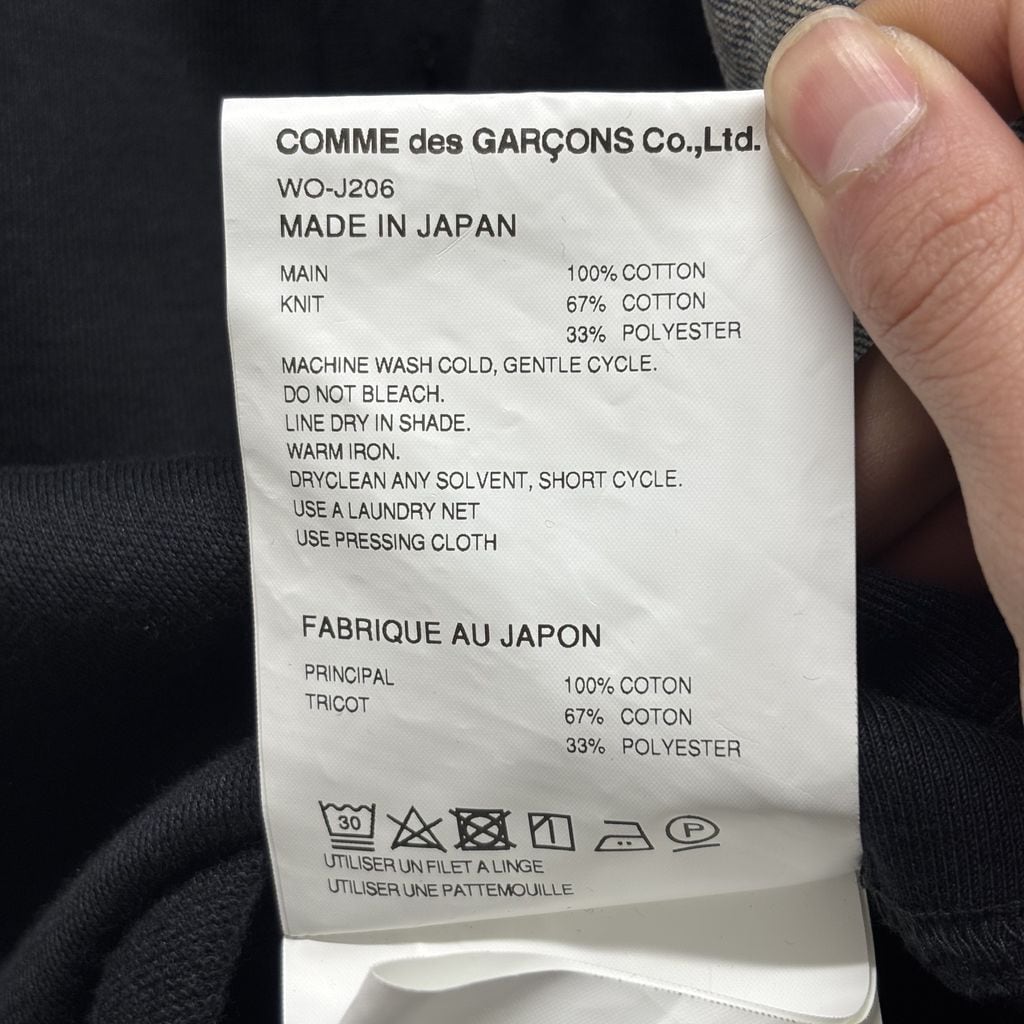 COMME des GARÇONS Co.,Ltd.
WO-J206
MADE IN JAPAN
MAIN 100% COTTON
KNIT 67% COTTON
33% POLYESTER
MACHINE WASH COLD, GENTLE CYCLE.
DO NOT BLEACH.
LINE DRY IN SHADE.
WARM IRON.
DRYCLEAN ANY SOLVENT, SHORT CYCLE.
USE A LAUNDRY NET
USE PRESSING CLOTH
FABRIQUE AU JAPON
PRINCIPAL 100% COTON
TRICOT 67% COTON
33% POLYESTER
30 P
UTILISER UN FILET A LINGE
UTILISER UNE PATTEMOUILLE